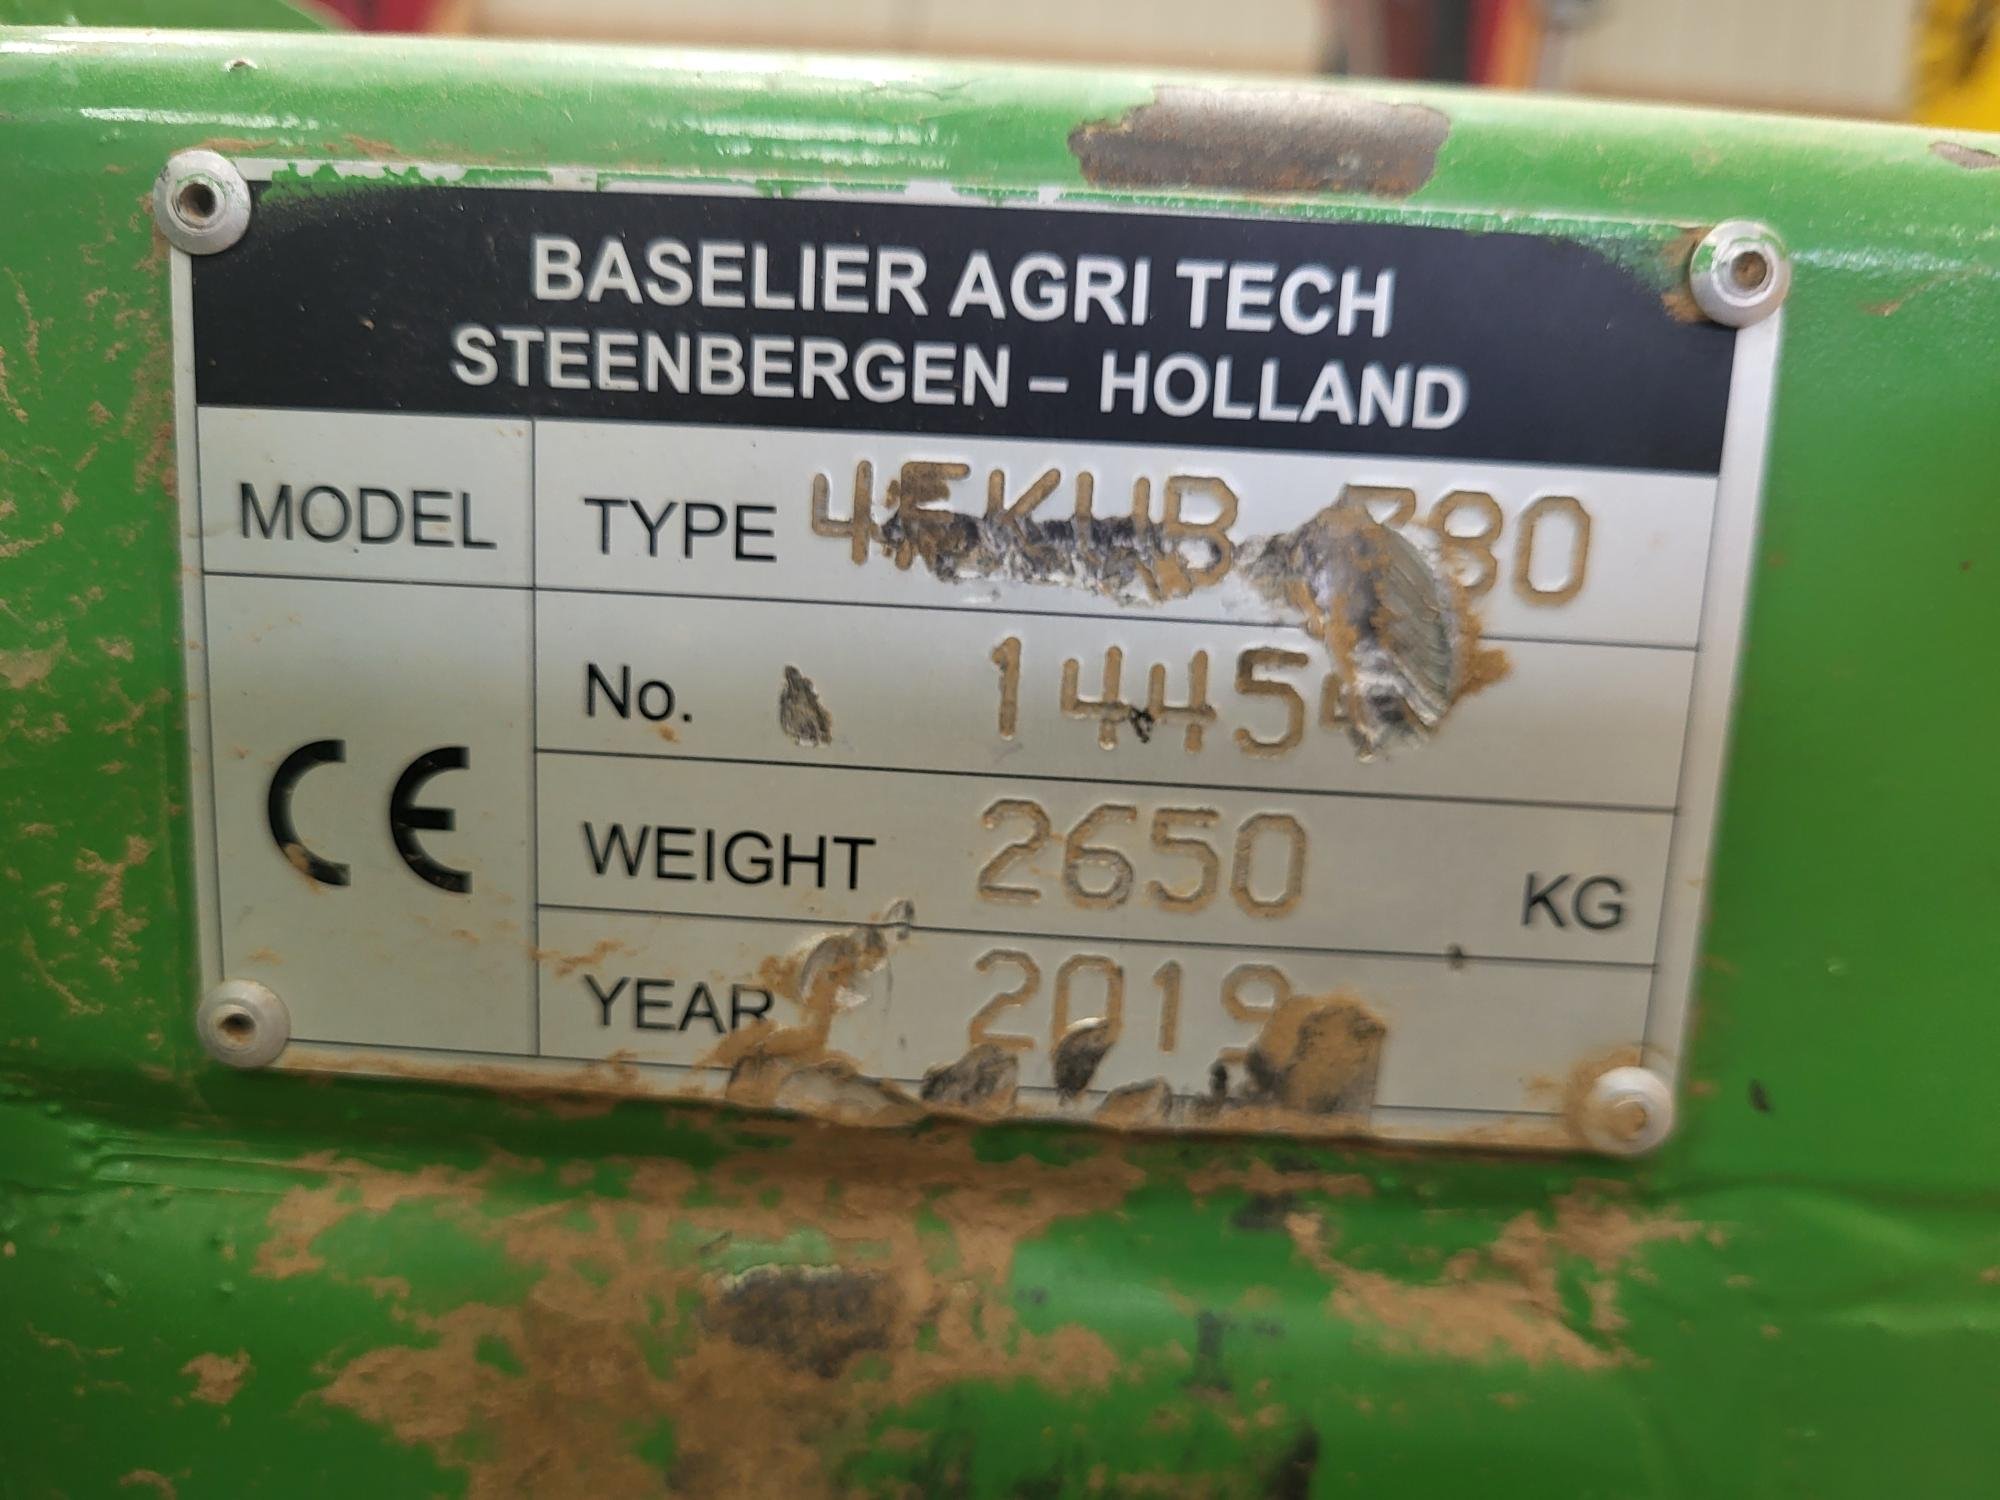 BASELIER AGRI TECH
STEENBERGEN – HOLLAND
MODEL TYPE
No.
WEIGHT 2650 KG
YEAR 2019
CE